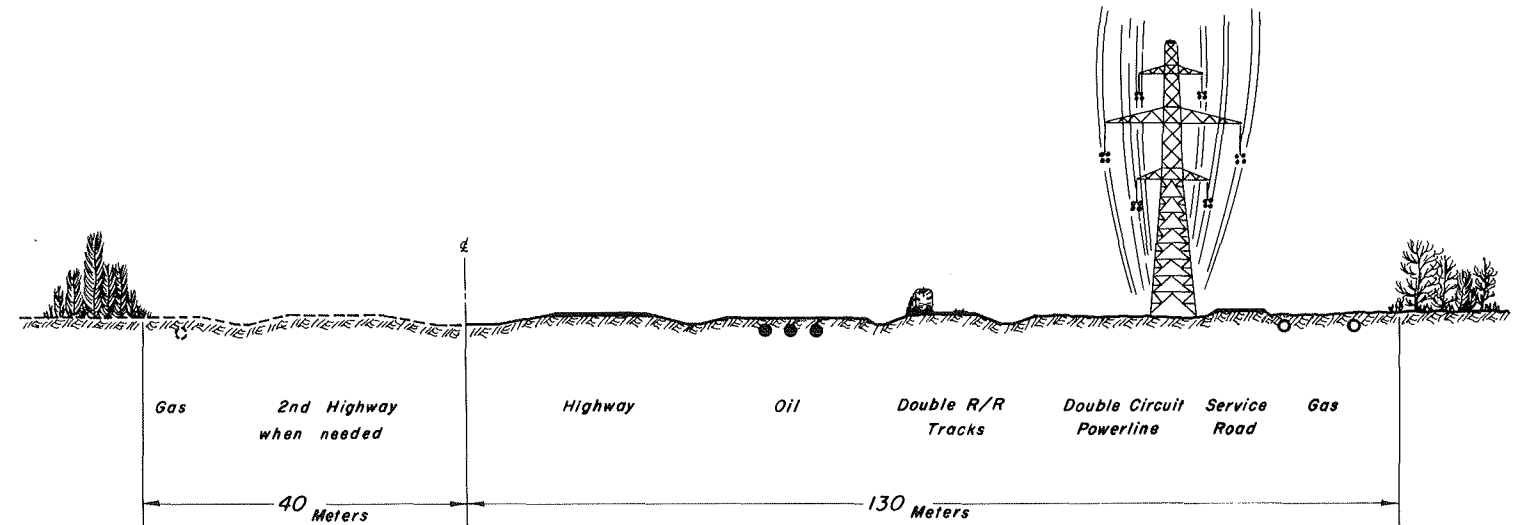 ℄
Gas
2nd Highway
when needed
Highway
Oil
Double R/R
Tracks
Double Circuit
Powerline
Service
Road
Gas
40 Meters
130 Meters